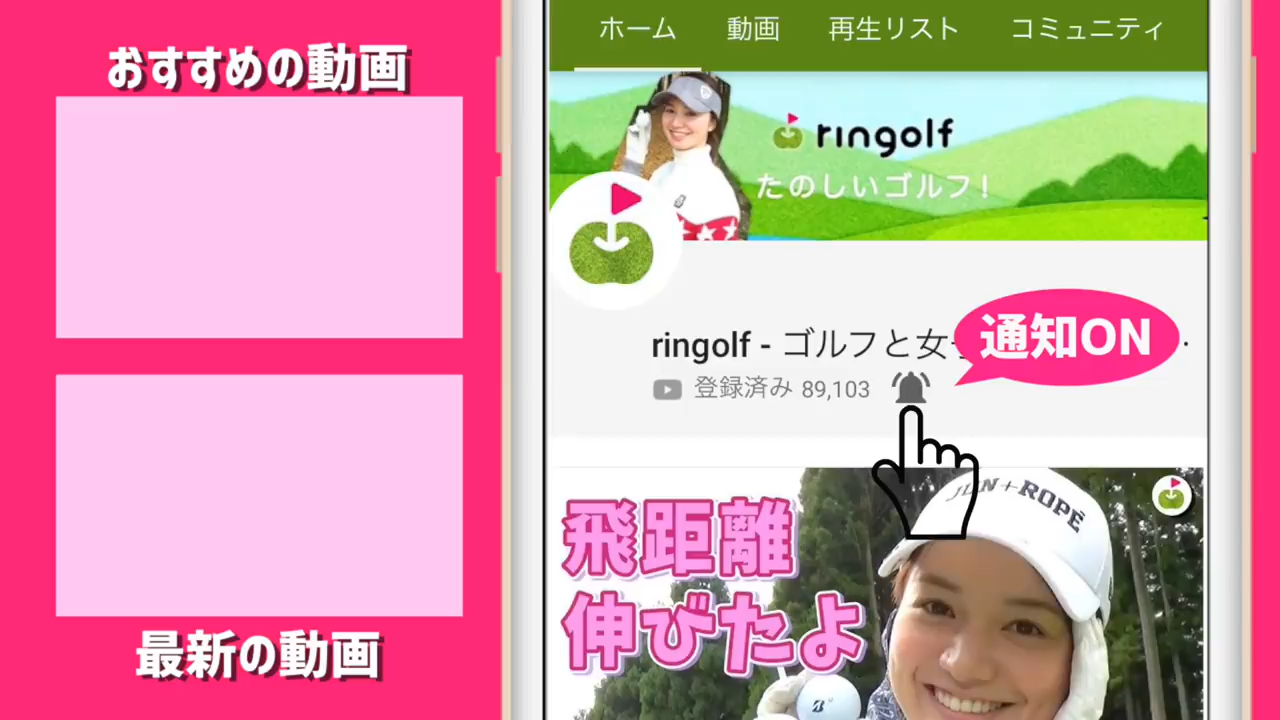 おすすめの動画
最新の動画
ホーム 動画 再生リスト コミュニティ
ringolf
たのしいゴルフ!
ringolf - ゴルフと女
通知ON
登録済み 89,103
JUN+ROPÉ
飛距離
伸びたよ
B